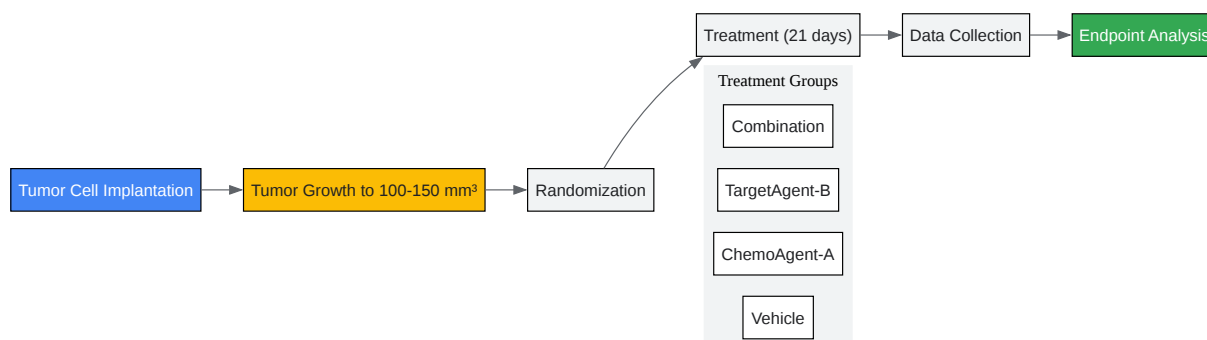 Tumor Cell Implantation
Tumor Growth to 100-150 mm³
Randomization
Treatment (21 days)
Data Collection
Endpoint Analysis
Treatment Groups
Combination
TargetAgent-B
ChemoAgent-A
Vehicle